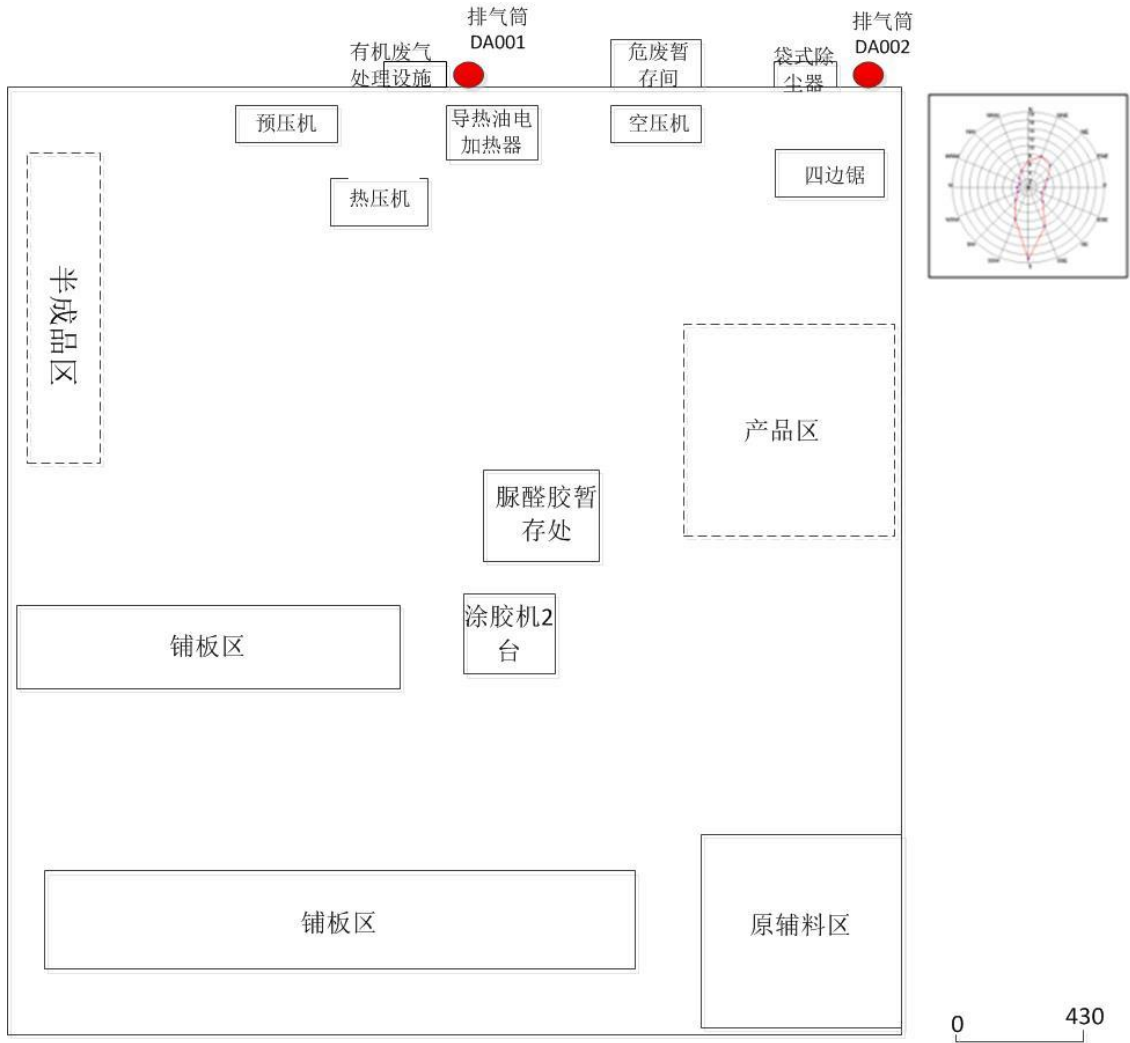 排气筒
DA001
排气筒
DA002
有机废气
处理设施
危废暂
存间
袋式除
尘器
预压机
导热油电
加热器
空压机
四边锯
热压机
半成品区
产品区
脲醛胶暂
存处
涂胶机2
台
铺板区
铺板区
原辅料区
0
430